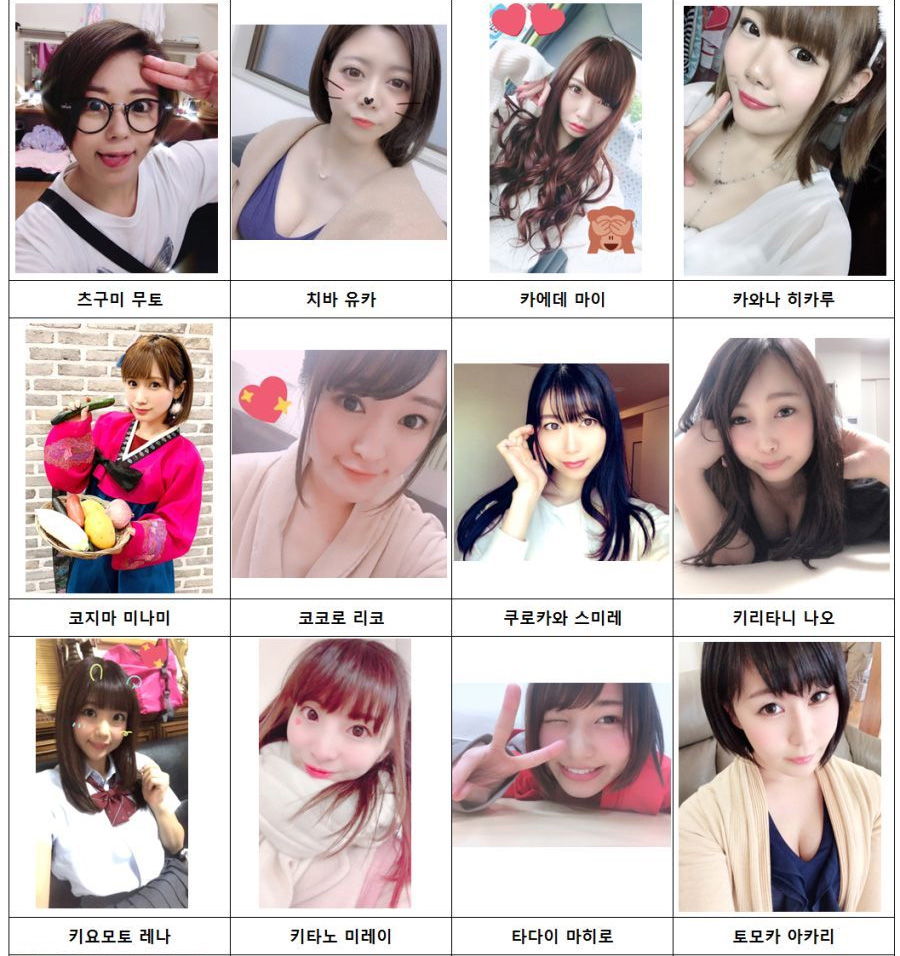 츠구미 무토
치바 유카
카에데 마이
카와나 히카루
코지마 미나미
코코로 리코
쿠로카와 스미레
키리타니 나오
키요모토 레나
키타노 미레이
타다이 마히로
토모카 아카리